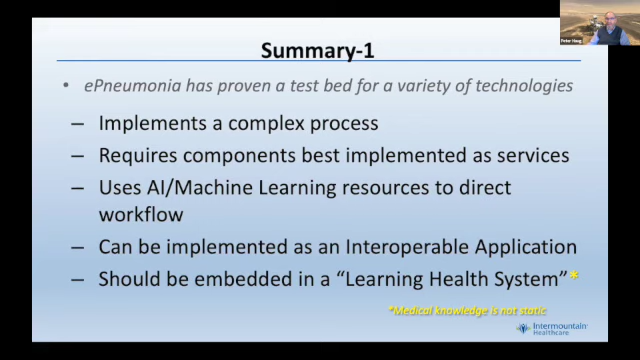 Summary-1
• ePneumonia has proven a test bed for a variety of technologies
– Implements a complex process
– Requires components best implemented as services
– Uses AI/Machine Learning resources to direct
workflow
– Can be implemented as an Interoperable Application
– Should be embedded in a “Learning Health System”*
*Medical knowledge is not static
Intermountain
Healthcare
Peter Haug